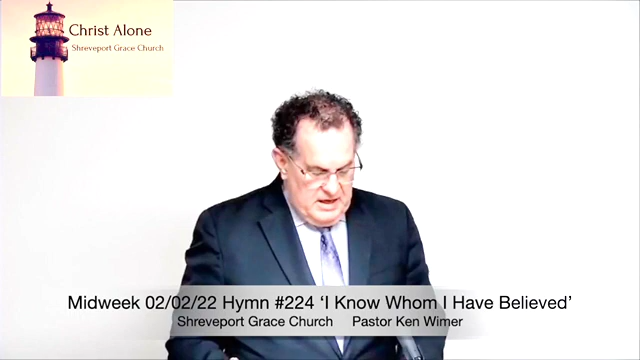 Christ Alone
Shreveport Grace Church
Midweek 02/02/22 Hymn #224 ‘I Know Whom I Have Believed’
Shreveport Grace Church Pastor Ken Wimer